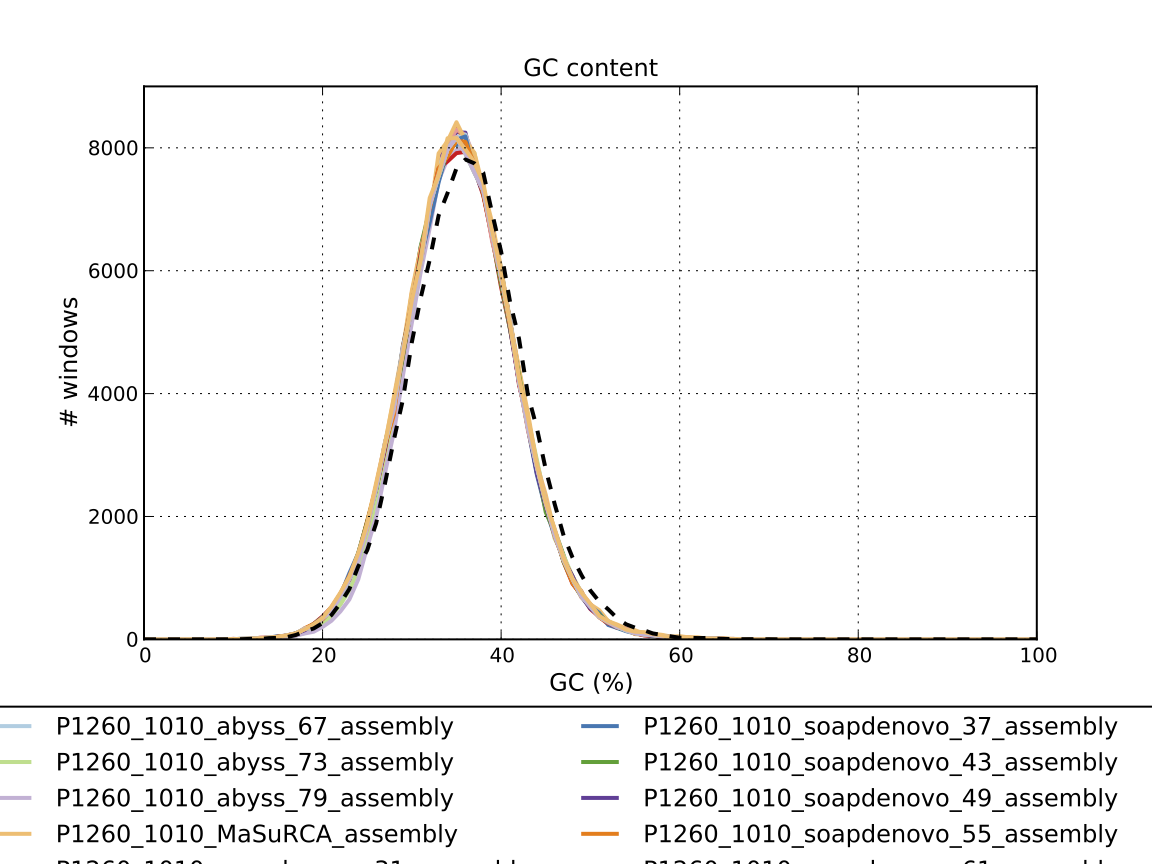 GC content
8000
6000
4000
2000
0
# windows
0 20 40 60 80 100
GC (%)
P1260_1010_abyss_67_assembly P1260_1010_soapdenovo_37_assembly
P1260_1010_abyss_73_assembly P1260_1010_soapdenovo_43_assembly
P1260_1010_abyss_79_assembly P1260_1010_soapdenovo_49_assembly
P1260_1010_MaSuRCA_assembly P1260_1010_soapdenovo_55_assembly